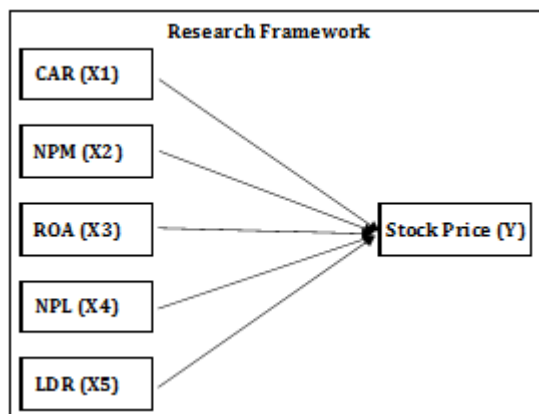 Research Framework
CAR (X1)
NPM (X2)
ROA (X3)
Stock Price (Y)
NPL (X4)
LDR (X5)